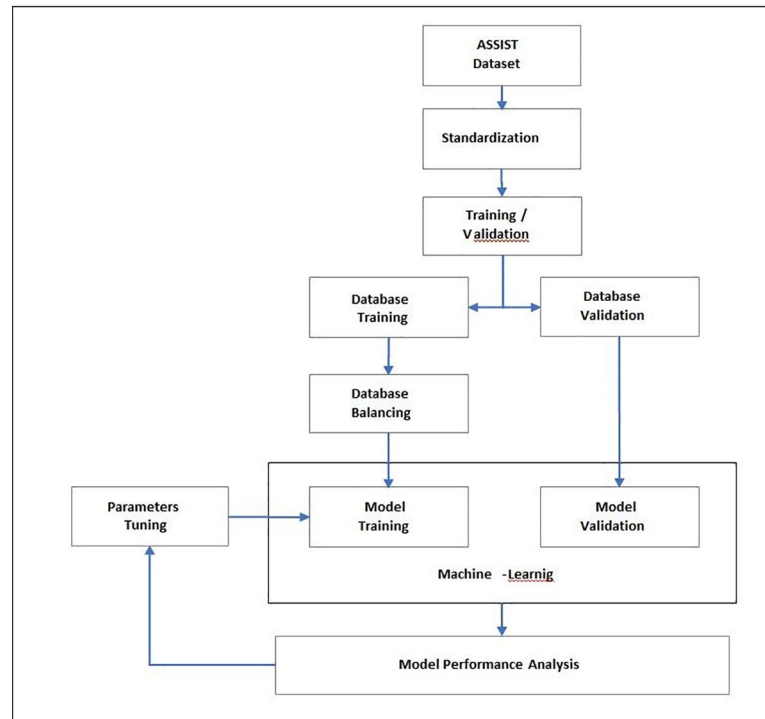 ASSIST
Dataset
Standardization
Training /
Validation
Database
Training
Database
Validation
Database
Balancing
Parameters
Tuning
Model
Training
Model
Validation
Machine -Learnig
Model Performance Analysis